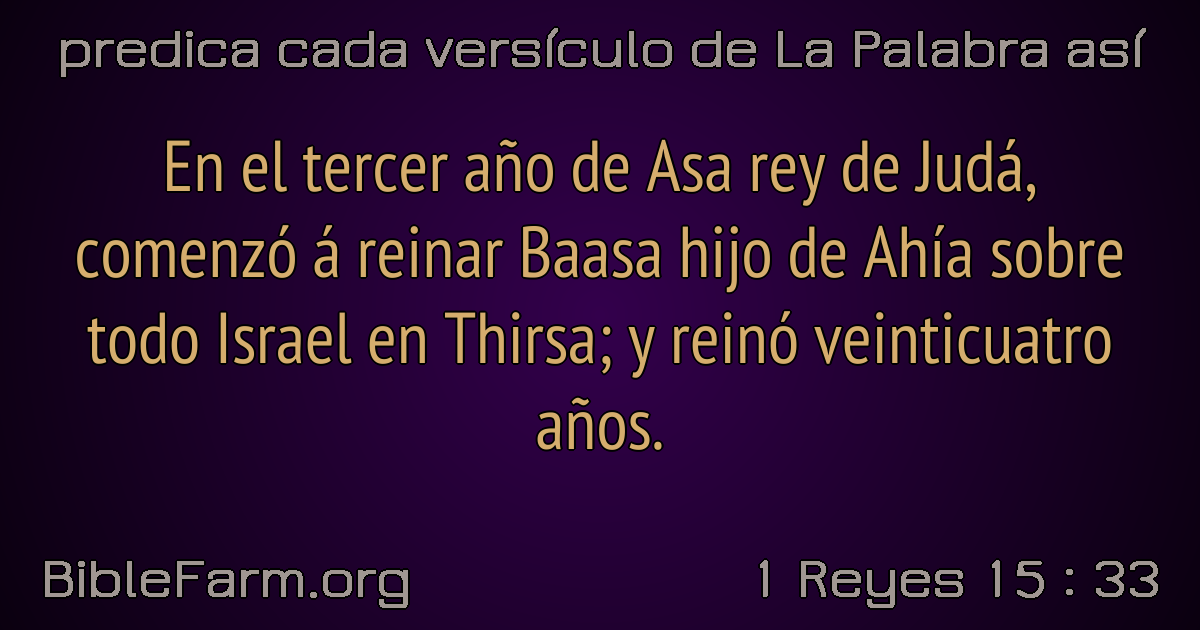 predica cada versículo de La Palabra así
En el tercer año de Asa rey de Judá,
comenzó á reinar Baasa hijo de Ahía sobre
todo Israel en Thirsa; y reinó veinticuatro
años.
BibleFarm.org
1 Reyes 15 : 33